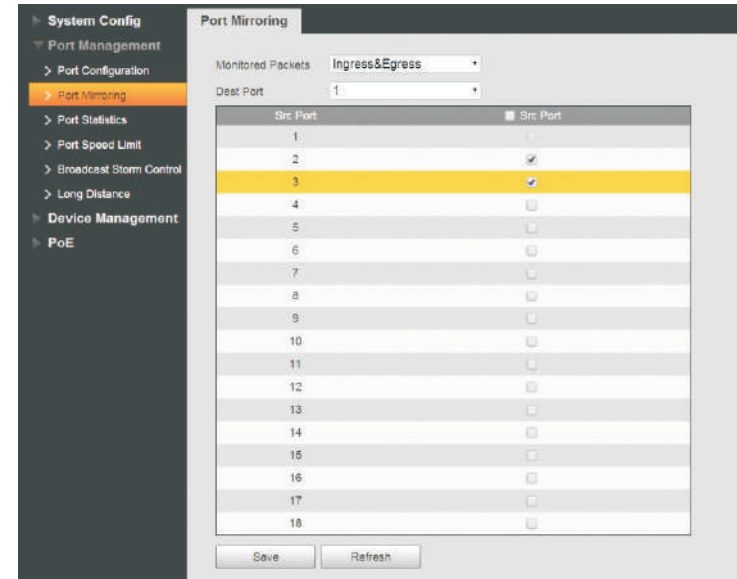 System Config
Port Management
Port Configuration
Port Mirroring
Port Statistics
Port Speed Limit
Broadcast Storm Control
Long Distance
Device Management
PoE
Port Mirroring
Monitored Packets Ingress&Egress
Dest Port 1
Src Port Src Port
1
2
3
4
5
6
7
8
9
10
11
12
13
14
15
16
17
18
Save Refresh